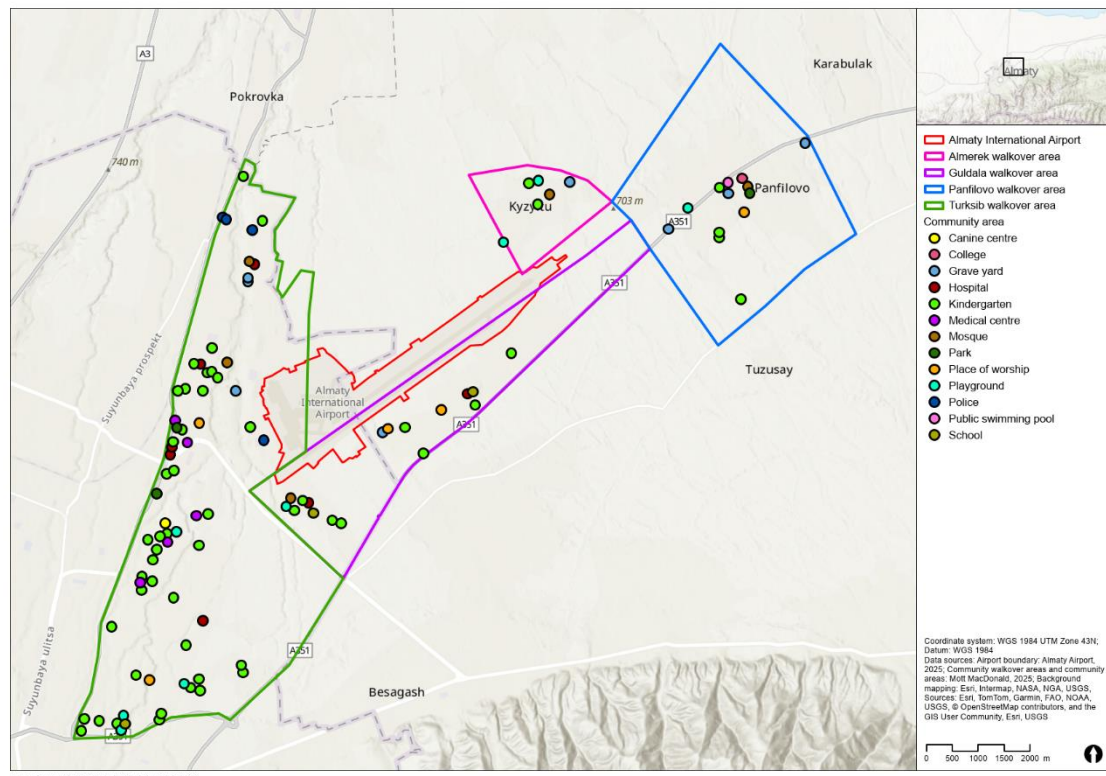 A3
Pokrovka
Karabulak
740 m
Kyzyltu
703 m
Panfilovo
A351
A351
Suyunbaya prospekt
Almaty
International
Airport
Tuzusay
A351
A351
Suyunbaya ulitsa
Besagash
A351
Almaty
Almaty International Airport
Almerek walkover area
Guldala walkover area
Panfilovo walkover area
Turksib walkover area
Community area
Canine centre
College
Grave yard
Hospital
Kindergarten
Medical centre
Mosque
Park
Place of worship
Playground
Police
Public swimming pool
School
Coordinate system: WGS 1984 UTM Zone 43N;
Datum: WGS 1984
Data sources: Airport boundary: Almaty Airport,
2025; Community walkover areas and community
areas: Mott MacDonald, 2025; Background
mapping: Esri, Intermap, NASA, NGA, USGS,
Sources: Esri, TomTom, Garmin, FAO, NOAA,
USGS, © OpenStreetMap contributors, and the
GIS User Community, Esri, USGS
0 500 1000 1500 2000 m